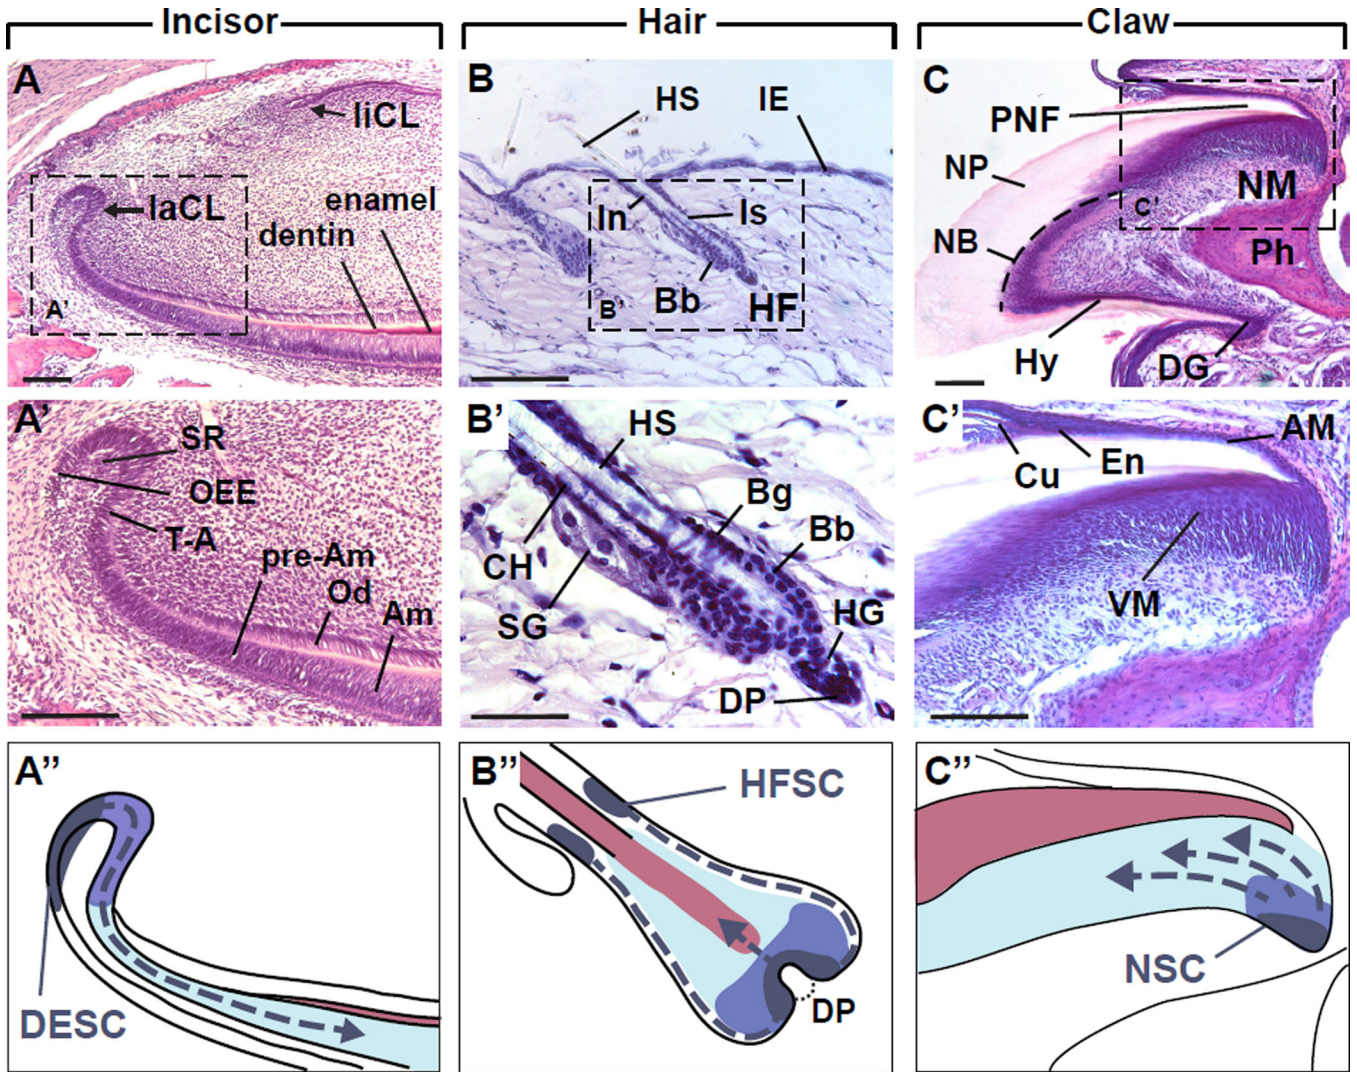 Incisor
Hair
Claw
A
liCL
laCL
enamel
dentin
A'
B
HS
IE
In
Is
Bb
B'
HF
C
PNF
NP
NM
C'
NB
Ph
Hy
DG
A'
SR
OEE
T-A
pre-Am
Od
Am
B'
HS
Bg
Bb
CH
SG
HG
DP
C'
AM
Cu
En
VM
A''
DESC
B''
HFSC
DP
C''
NSC